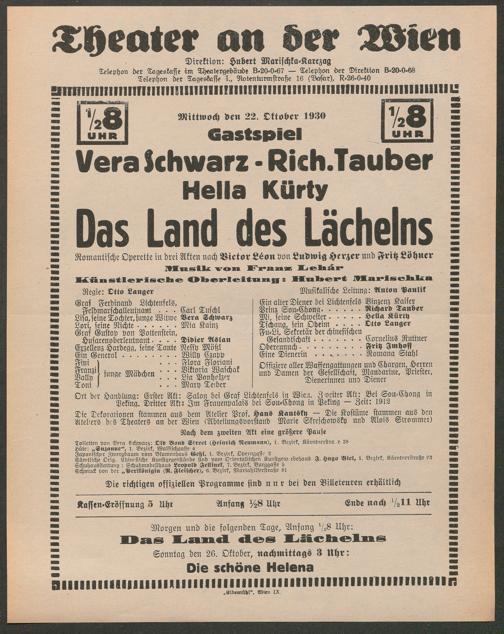 Theater an der Wien
Direktion: Hubert Marischka-Karczag
Telephon der Tageskasse im Theatergebäude B-20-0-67 — Telephon der Direktion B-20-0-68
Telephon der Tageskasse I., Rotenturmstraße 16 (Basar), R-26-0-40
1/2 8 UHR
Mittwoch den 22. Oktober 1930
1/2 8 UHR
Gastspiel
Vera Schwarz - Rich. Tauber
Hella Kürty
Das Land des Lächelns
Romantische Operette in drei Akten nach Victor Léon von Ludwig Herzer und Fritz Löhner
Musik von Franz Lehár
Künstlerische Oberleitung: Hubert Marischka
Regie: Otto Langer
Musikalische Leitung: Anton Paulik
Graf Ferdinand Lichtenfels,
Feldmarschalleutnant . . . Carl Tuschl
Lisa, seine Tochter, junge Witwe Vera Schwarz
Lori, seine Nichte . . . . . Mia Kainz
Graf Gustav von Pottenstein,
Husarenoberleutnant . . . . Didier Aslan
Exzellenz Hardegg, seine Tante
Ein General . . . . . . Willy
Fini
Franzi
Vally
Toni
junge Mädchen
Flora Floriani
Viktoria
Mary Teider
Ein alter Diener bei Lichtenfels Vinzenz Kaiser
Prinz Sou-Chong . . . . . Richard Tauber
Mi, seine Schwester . . . . Hella Kürty
Tschang, sein Oheim . . . . Otto Langer
Fu-Li, Sekretär der chinesischen
Gesandtschaft . . . . . Cornelius Kuttner
Obereunuch . . . . . . Fritz Imhoff
Eine Dienerin . . . . . Romana Stahl
Offiziere aller Waffengattungen und Chargen, Herren
und Damen der Gesellschaft, Mandarine, Priester,
Dienerinnen und Diener
Ort der Handlung: Erster Akt: Salon bei Graf Lichtenfels in Wien. Zweiter Akt: Bei Sou-Chong in
Peking. Dritter Akt: Im Frauenpalais des Sou-Chong in Peking — Zeit: 1912
Die Dekorationen stammen aus dem Atelier Prof. Hans Kautsky — Die Kostüme stammen aus den
Ateliers des Theaters an der Wien (Abteilungsvorstände Marie Skreischofsky und Alois Strommer)
Nach dem zweiten Akt eine größere Pause
Die richtigen offiziellen Programme sind nur bei den Billeteuren erhältlich
Kassen-Eröffnung 5 Uhr
Anfang 1/2 8 Uhr
Ende nach 1/2 11 Uhr
Morgen und die folgenden Tage, Anfang 1/2 8 Uhr:
Das Land des Lächelns
Sonntag den 26. Oktober, nachmittags 3 Uhr:
Die schöne Helena
„Elbemühl“, Wien IX.